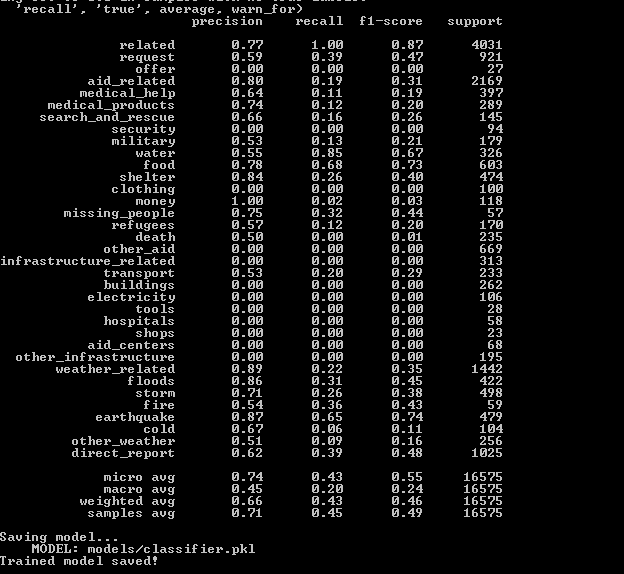 'recall', 'true', average, warn_for)
precision recall f1-score support
related 0.77 1.00 0.87 4031
request 0.59 0.39 0.47 921
offer 0.00 0.00 0.00 27
aid_related 0.80 0.19 0.31 2169
medical_help 0.64 0.11 0.19 397
medical_products 0.74 0.12 0.20 289
search_and_rescue 0.66 0.16 0.26 145
security 0.00 0.00 0.00 94
military 0.53 0.13 0.21 179
water 0.55 0.85 0.67 326
food 0.78 0.68 0.73 603
shelter 0.84 0.26 0.40 474
clothing 0.00 0.00 0.00 100
money 1.00 0.02 0.03 118
missing_people 0.75 0.32 0.44 57
refugees 0.57 0.12 0.20 170
death 0.50 0.00 0.01 235
other_aid 0.00 0.00 0.00 669
infrastructure_related 0.00 0.00 0.00 313
transport 0.53 0.20 0.29 233
buildings 0.00 0.00 0.00 262
electricity 0.00 0.00 0.00 106
tools 0.00 0.00 0.00 28
hospitals 0.00 0.00 0.00 58
shops 0.00 0.00 0.00 23
aid_centers 0.00 0.00 0.00 68
other_infrastructure 0.00 0.00 0.00 195
weather_related 0.89 0.22 0.35 1442
floods 0.86 0.31 0.45 422
storm 0.71 0.26 0.38 498
fire 0.54 0.36 0.43 59
earthquake 0.87 0.65 0.74 479
cold 0.67 0.06 0.11 104
other_weather 0.51 0.09 0.16 256
direct_report 0.62 0.39 0.48 1025
micro avg 0.74 0.43 0.55 16575
macro avg 0.45 0.20 0.24 16575
weighted avg 0.66 0.43 0.46 16575
samples avg 0.71 0.45 0.49 16575
Saving model...
MODEL: models/classifier.pkl
Trained model saved!